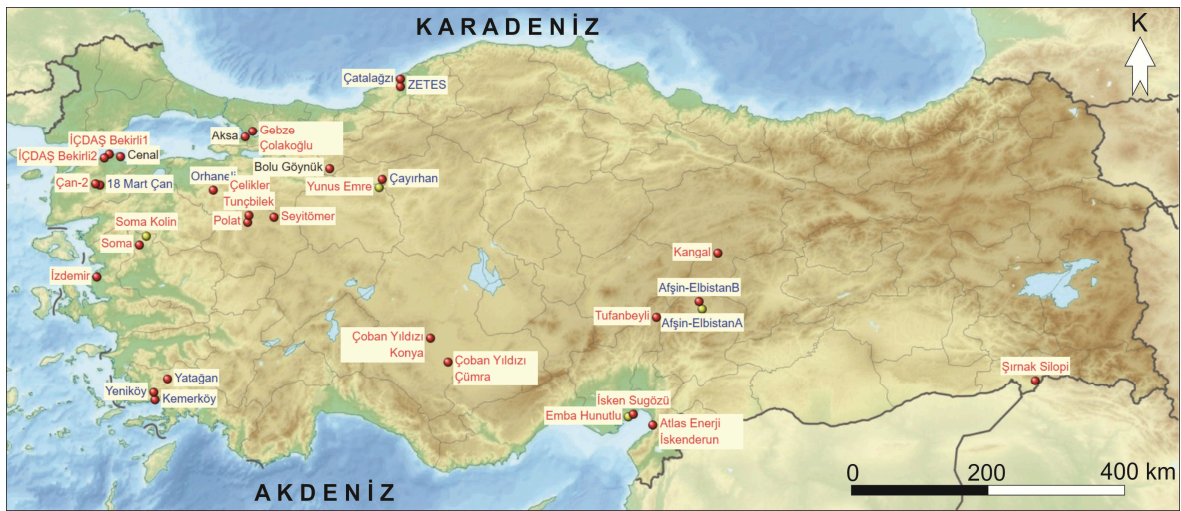 KARADENİZ
K
Çatalağzı
ZETES
Aksa
Gebze
Çolakoğlu
İÇDAŞ Bekirli1
İÇDAŞ Bekirli2
Cenal
Bolu Göynük
Çan-2
18 Mart Çan
Orhaneli
Çelikler
Tunçbilek
Yunus Emre
Çayırhan
Polat
Seyitömer
Soma Kolin
Soma
Kangal
İzdemir
Afşin-ElbistanB
Tufanbeyli
Afşin-ElbistanA
Çoban Yıldızı
Konya
Çoban Yıldızı
Çümra
Şırnak Silopi
Yatağan
Yeniköy
Kemerköy
İsken Sugözü
Emba Hunutlu
Atlas Enerji
İskenderun
AKDENİZ
0 200 400 km